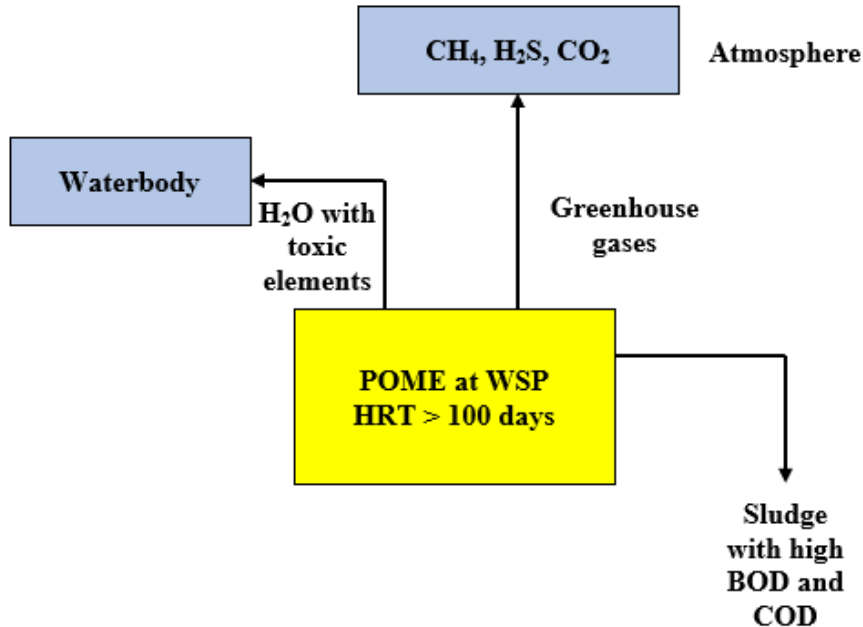 CH₄, H₂S, CO₂
Atmosphere
Waterbody
H₂O with
toxic
elements
Greenhouse
gases
POME at WSP
HRT > 100 days
Sludge
with high
BOD and
COD